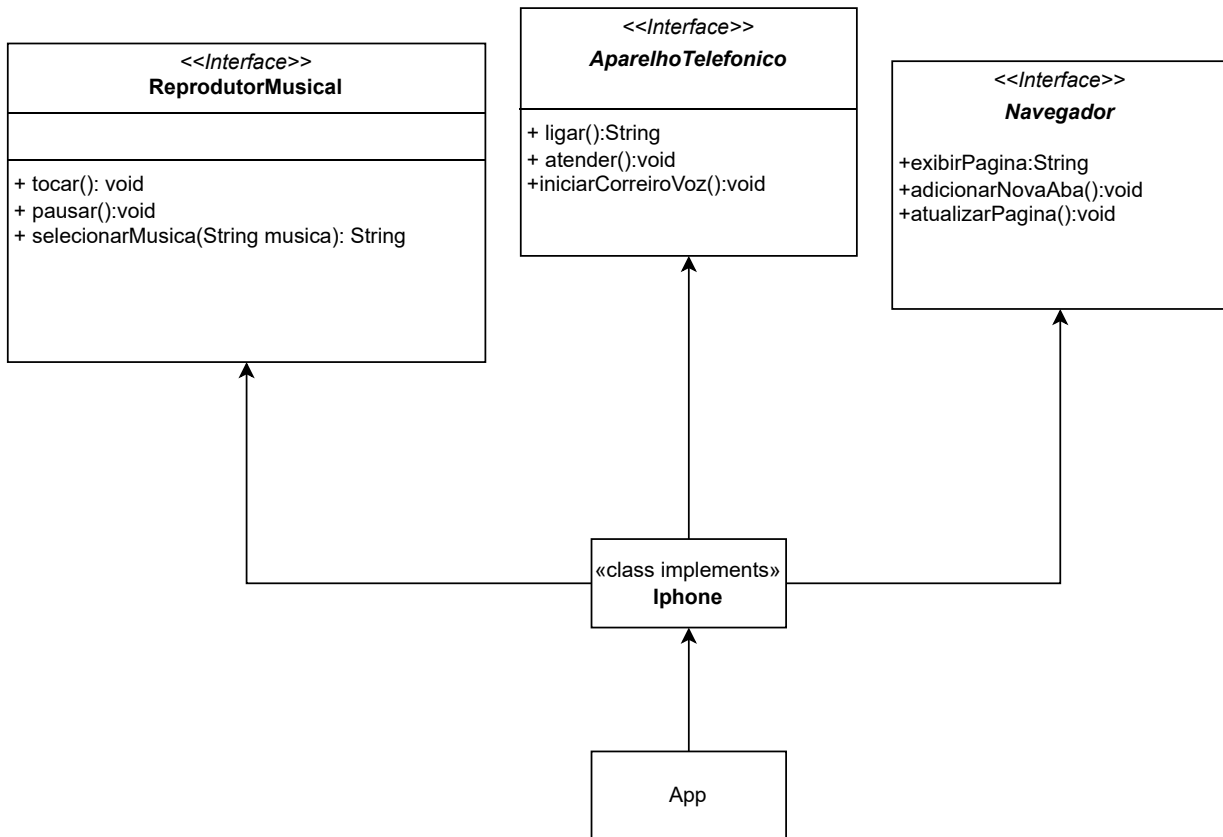 <<Interface>>
ReprodutorMusical
+ tocar(): void
+ pausar():void
+ selecionarMusica(String musica): String
<<Interface>>
AparelhoTelefonico
+ ligar():String
+ atender():void
+iniciarCorreiroVoz():void
<<Interface>>
Navegador
+exibirPagina:String
+adicionarNovaAba():void
+atualizarPagina():void
«class implements»
Iphone
App